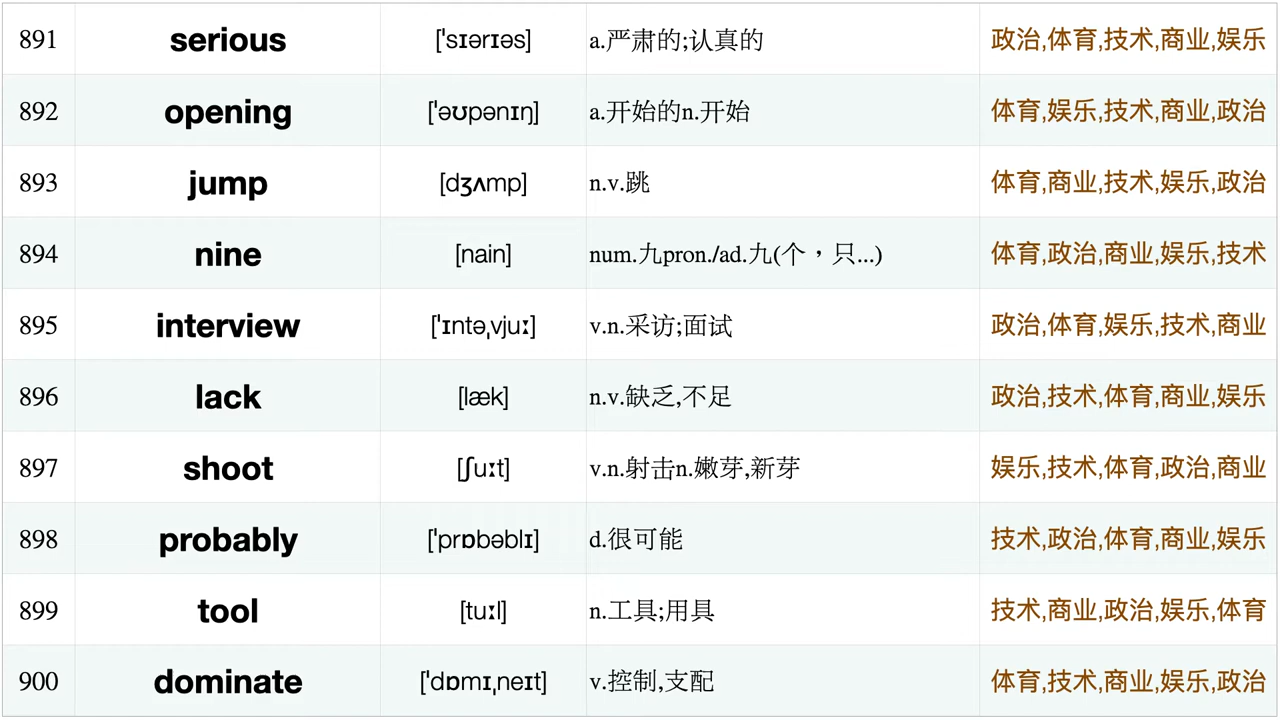 891 serious [ˈsɪərɪəs] a.严肃的;认真的 政治,体育,技术,商业,娱乐
892 opening [ˈəʊpənɪŋ] a.开始的n.开始 体育,娱乐,技术,商业,政治
893 jump [dʒʌmp] n.v.跳 体育,商业,技术,娱乐,政治
894 nine [nain] num.九pron./ad.九(个，只...) 体育,政治,商业,娱乐,技术
895 interview [ˈɪntəˌvjuː] v.n.采访;面试 政治,体育,娱乐,技术,商业
896 lack [læk] n.v.缺乏,不足 政治,技术,体育,商业,娱乐
897 shoot [ʃuːt] v.n.射击n.嫩芽,新芽 娱乐,技术,体育,政治,商业
898 probably [ˈprɒbəblɪ] d.很可能 技术,政治,体育,商业,娱乐
899 tool [tuːl] n.工具;用具 技术,商业,政治,娱乐,体育
900 dominate [ˈdɒmɪˌneɪt] v.控制,支配 体育,技术,商业,娱乐,政治